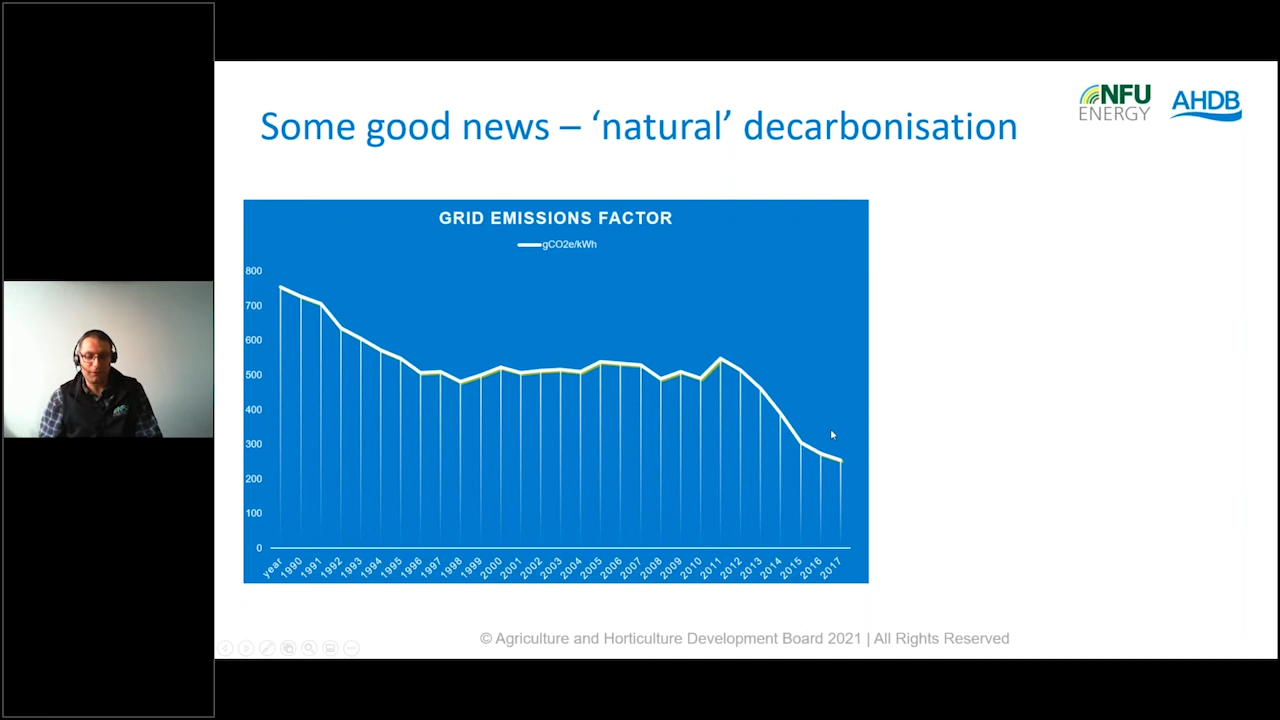 Some good news – ‘natural’ decarbonisation
NFU
ENERGY
AHDB
GRID EMISSIONS FACTOR
gCO2e/kWh
800
700
600
500
400
300
200
100
0
year 1990 1991 1992 1993 1994 1995 1996 1997 1998 1999 2000 2001 2002 2003 2004 2005 2006 2007 2008 2009 2010 2011 2012 2013 2014 2015 2016 2017
NFU
© Agriculture and Horticulture Development Board 2021 | All Rights Reserved